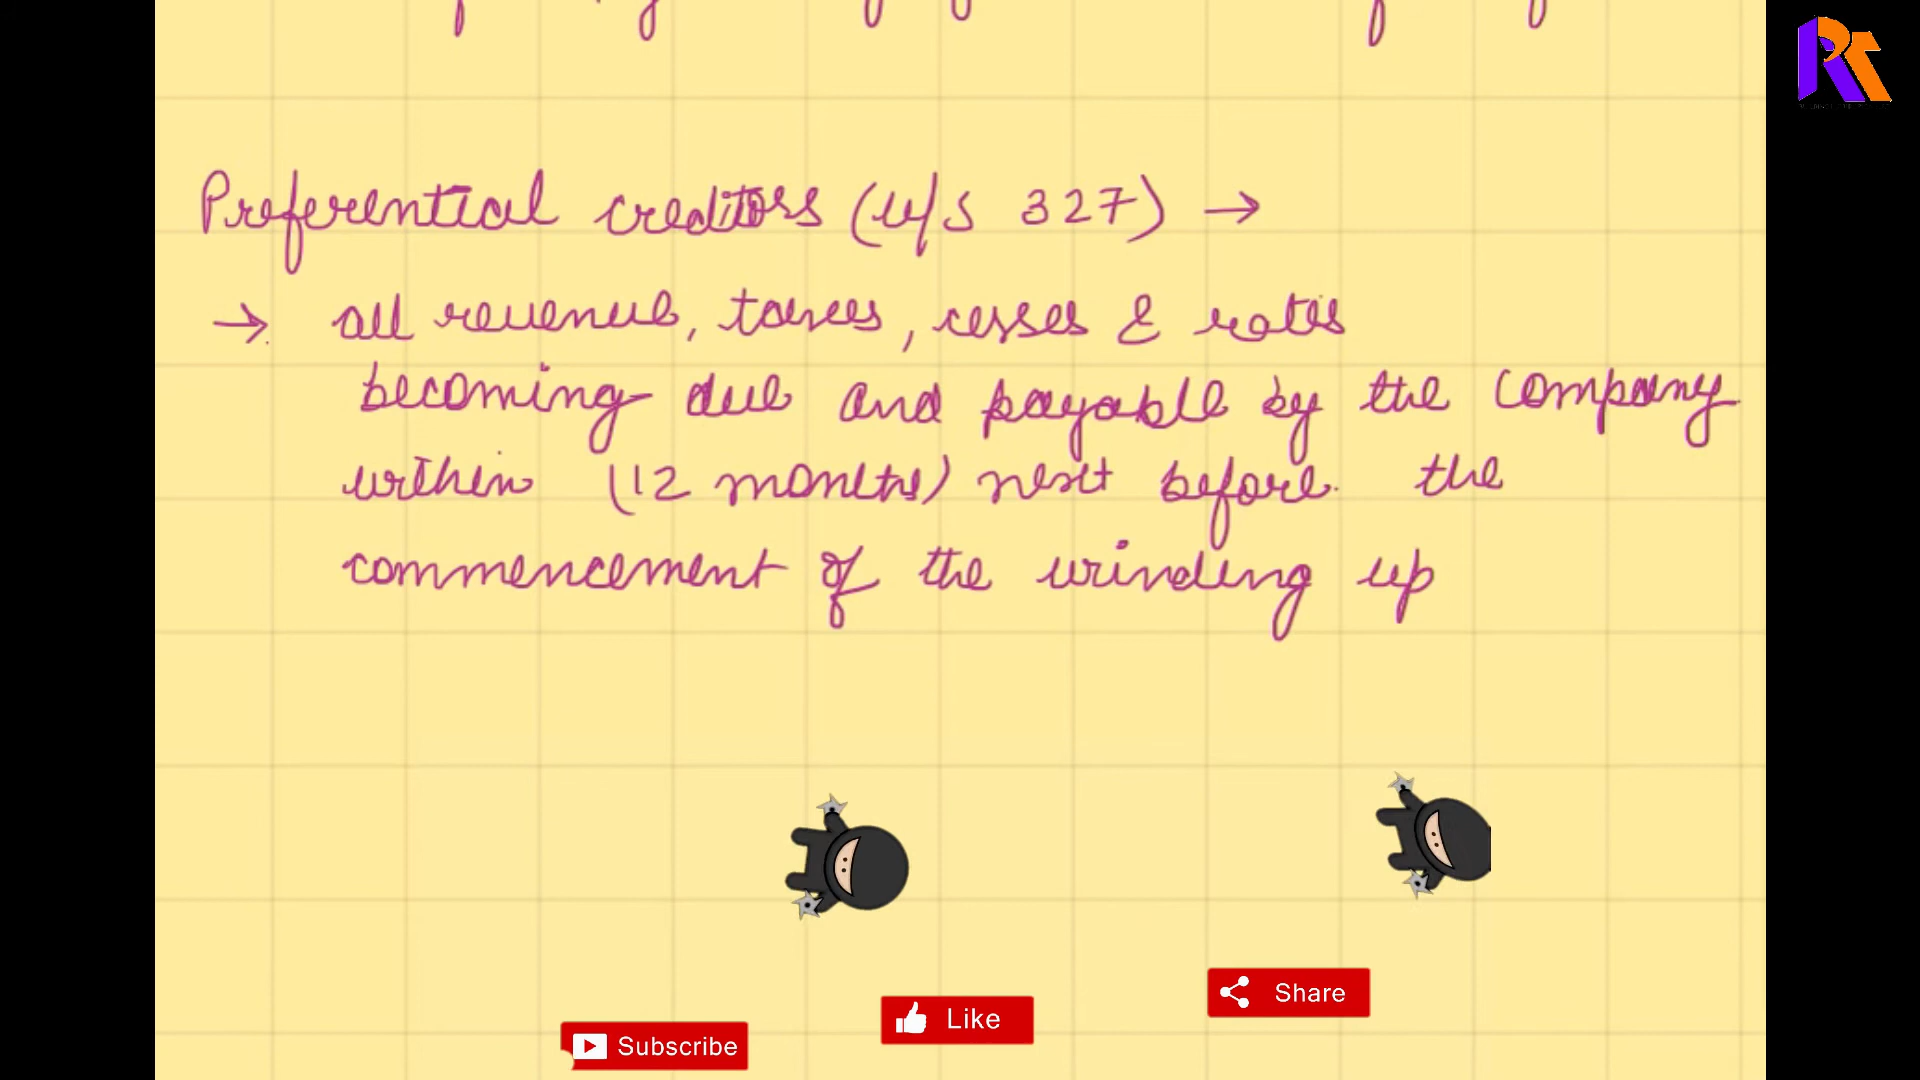 Preferential creditors (u/s 327) →
→ all revenue, taxes, cesses & rates
becoming due and payable by the company
within (12 months) next before the
commencement of the winding up
Share
Like
Subscribe